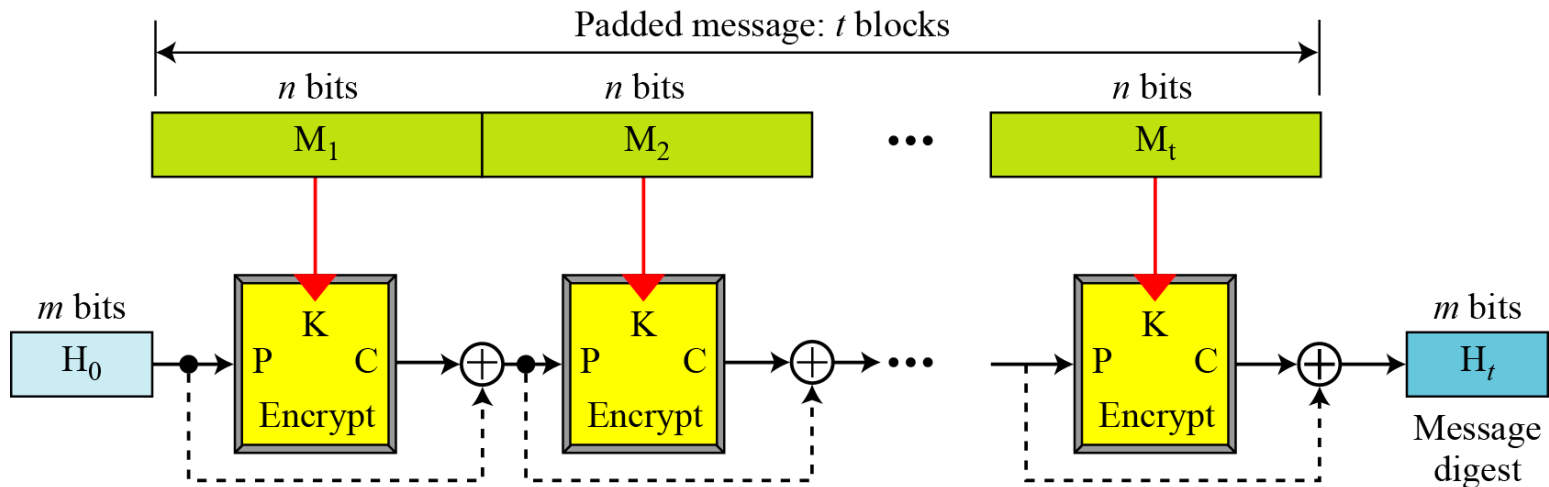 Padded message: t blocks
n bits n bits n bits
M₁ M₂ ••• Mₜ
m bits K K K m bits
H₀ P C + P C + ••• P C + Hₜ
Encrypt Encrypt Encrypt
Message
digest